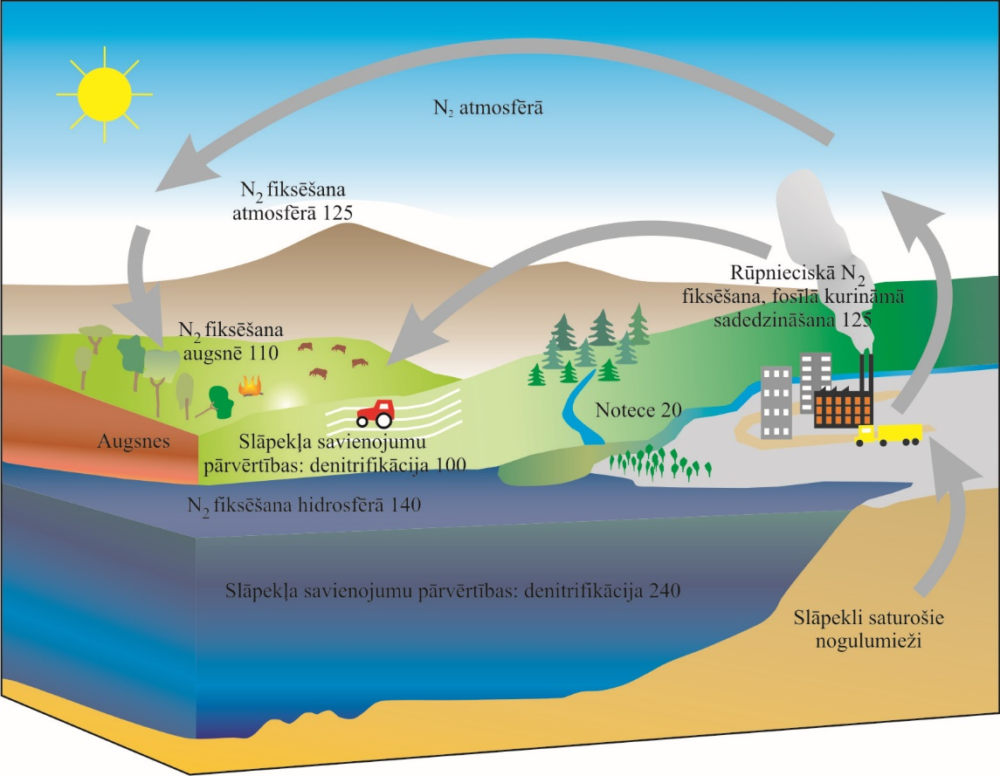 N₂ atmosfērā
N₂ fiksēšana
atmosfērā 125
Rūpnieciskā N₂
fiksēšana, fosīlā kurināmā
sadedzināšana 125
N₂ fiksēšana
augsnē 110
Notece 20
Augsnes
Slāpekļa savienojumu
pārvērtības: denitrifikācija 100
N₂ fiksēšana hidrosfērā 140
Slāpekļa savienojumu pārvērtības: denitrifikācija 240
Slāpekli saturošie
nogulumieži